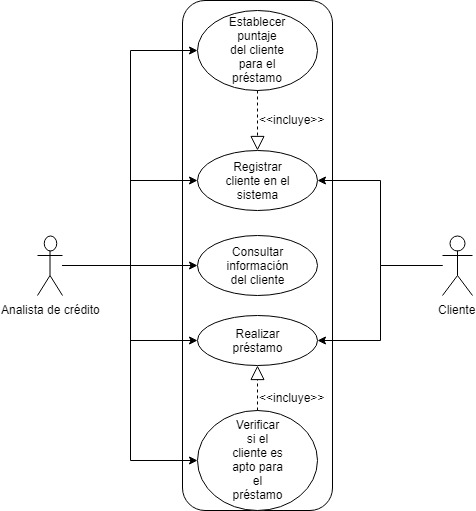 Establecer
puntaje
del cliente
para el
préstamo
<<incluye>>
Registrar
cliente en el
sistema
Consultar
información
del cliente
Analista de crédito
Cliente
Realizar
préstamo
<<incluye>>
Verificar
si el
cliente es
apto para
el
préstamo